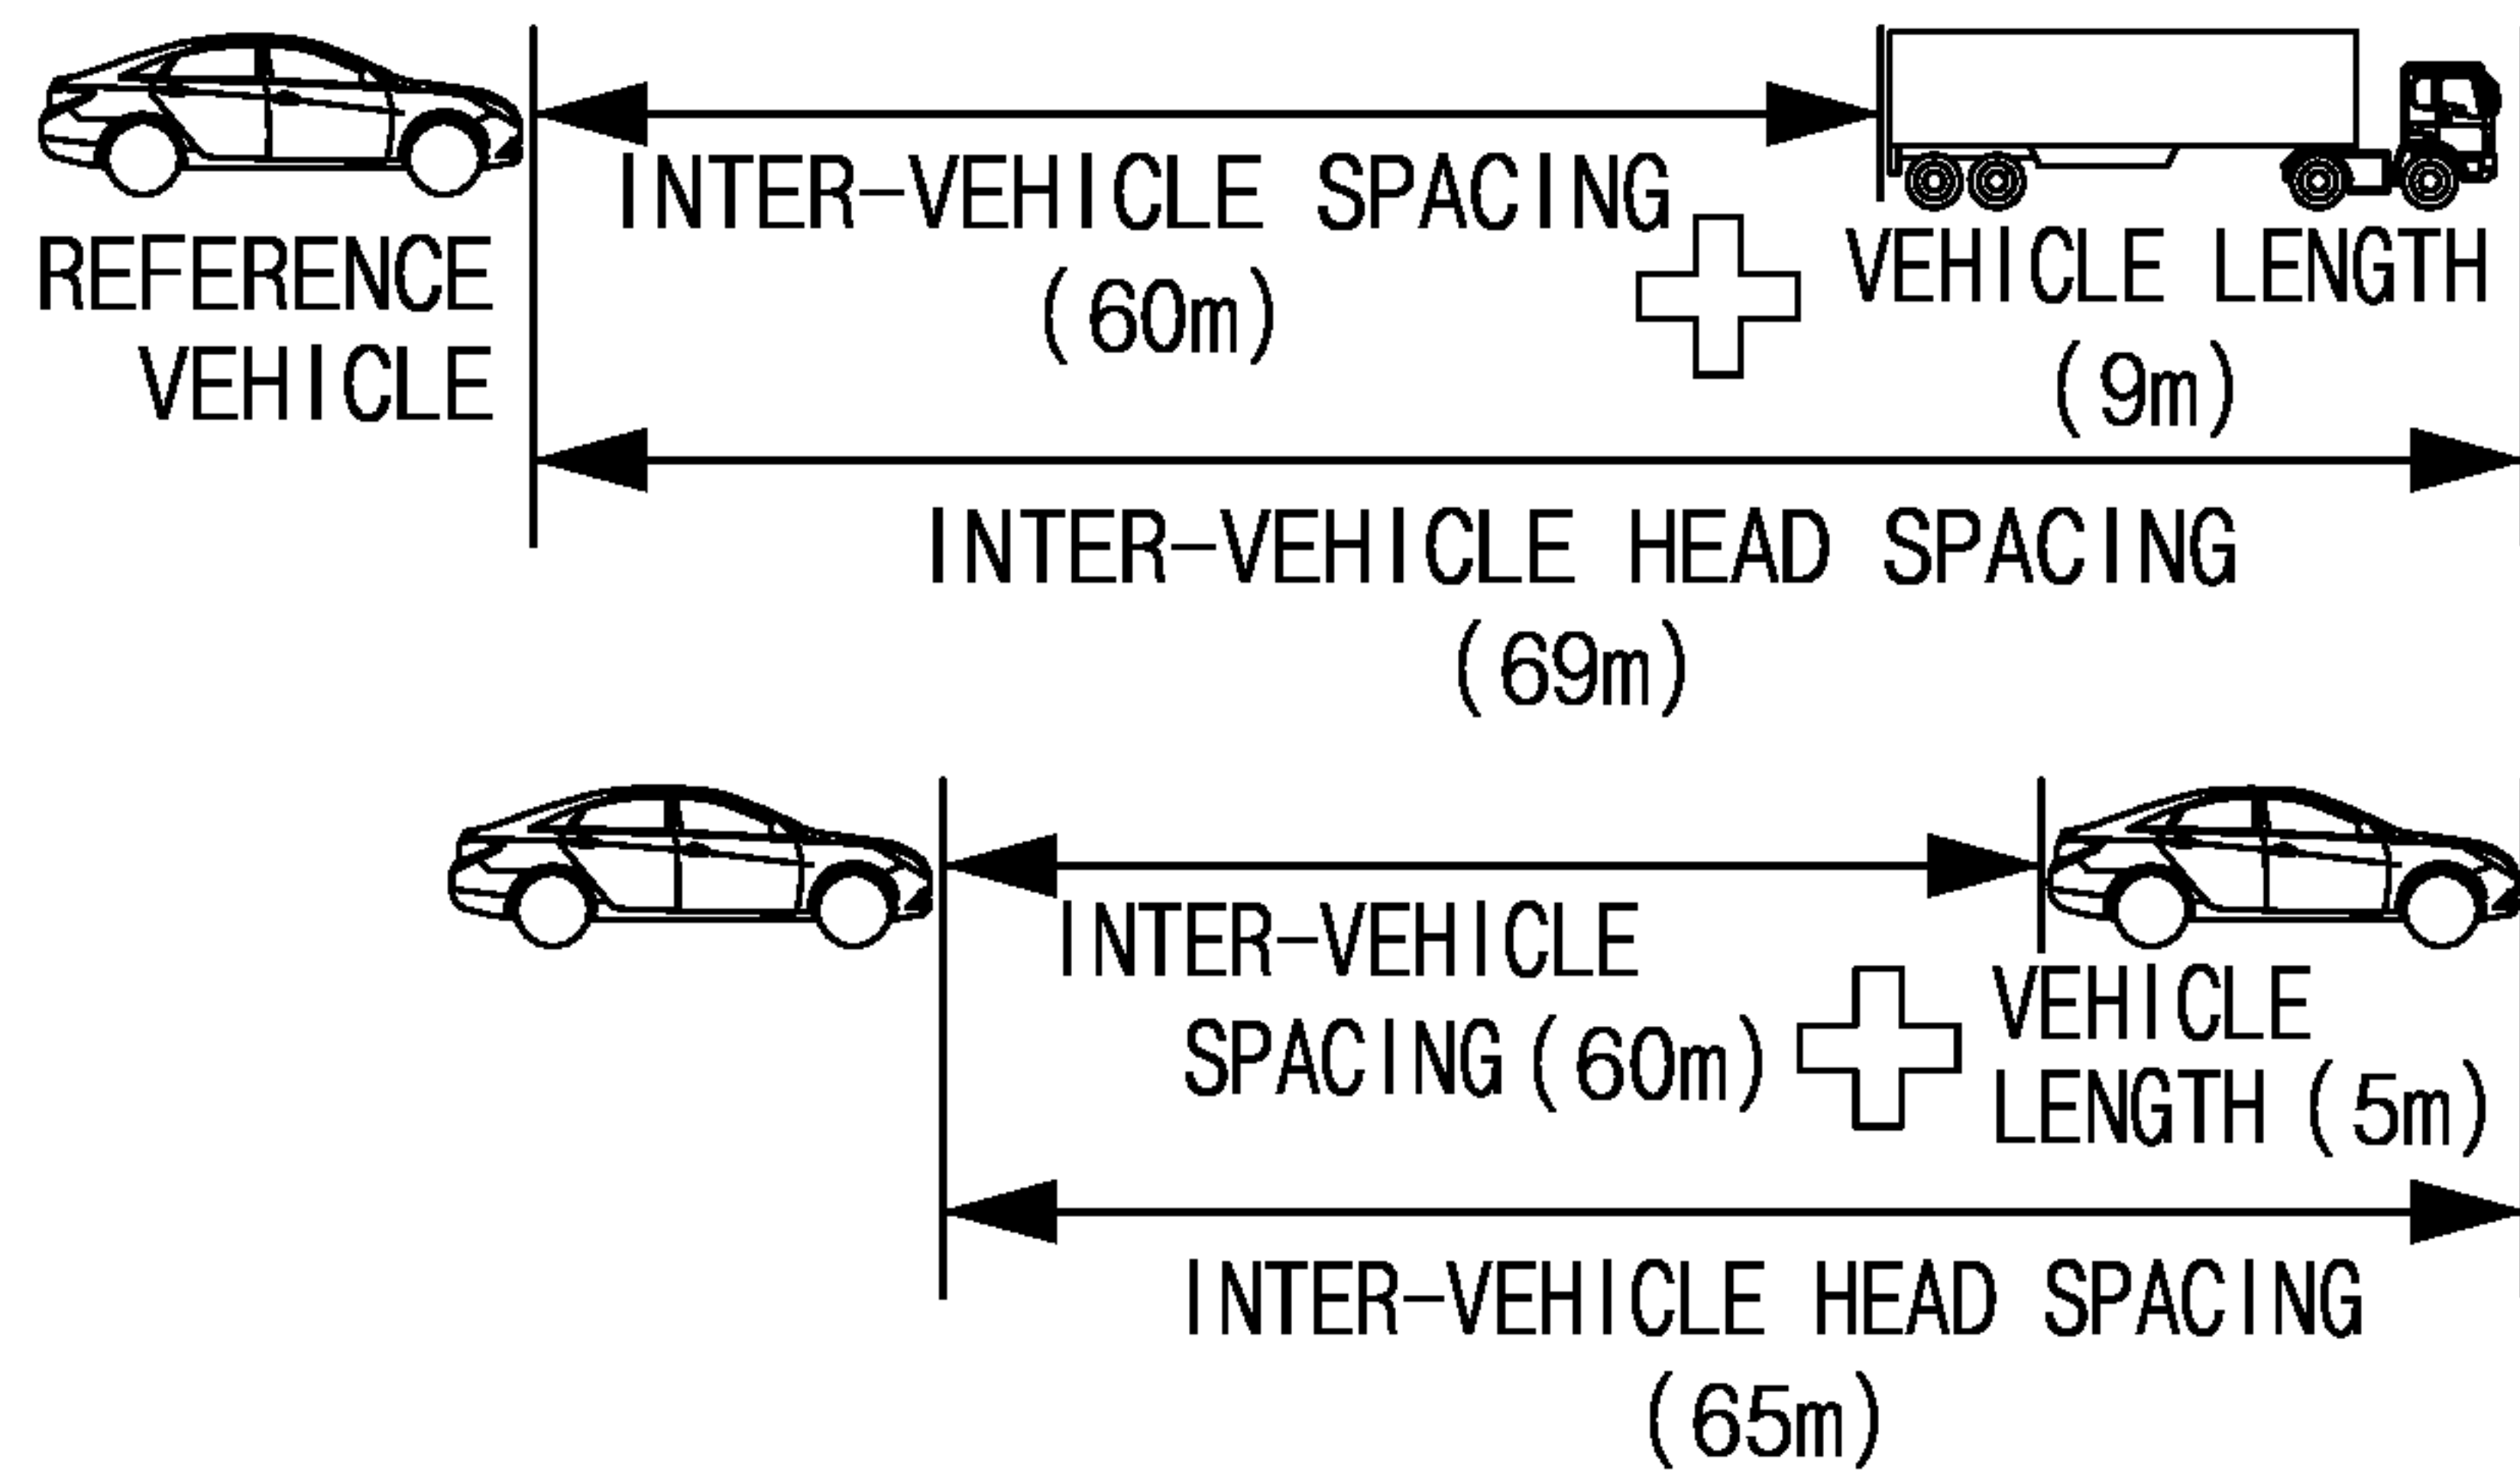 INTER-VEHICLE SPACING
(60m)
REFERENCE
VEHICLE
VEHICLE LENGTH
(9m)
INTER-VEHICLE HEAD SPACING
(69m)
INTER-VEHICLE
SPACING(60m)
VEHICLE
LENGTH(5m)
INTER-VEHICLE HEAD SPACING
(65m)